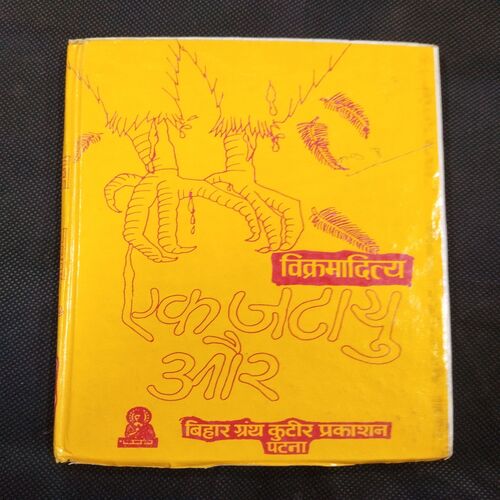 विक्रमादित्य
एक जटायु
और
बिहार ग्रंथ कुटीर प्रकाशन
पटना